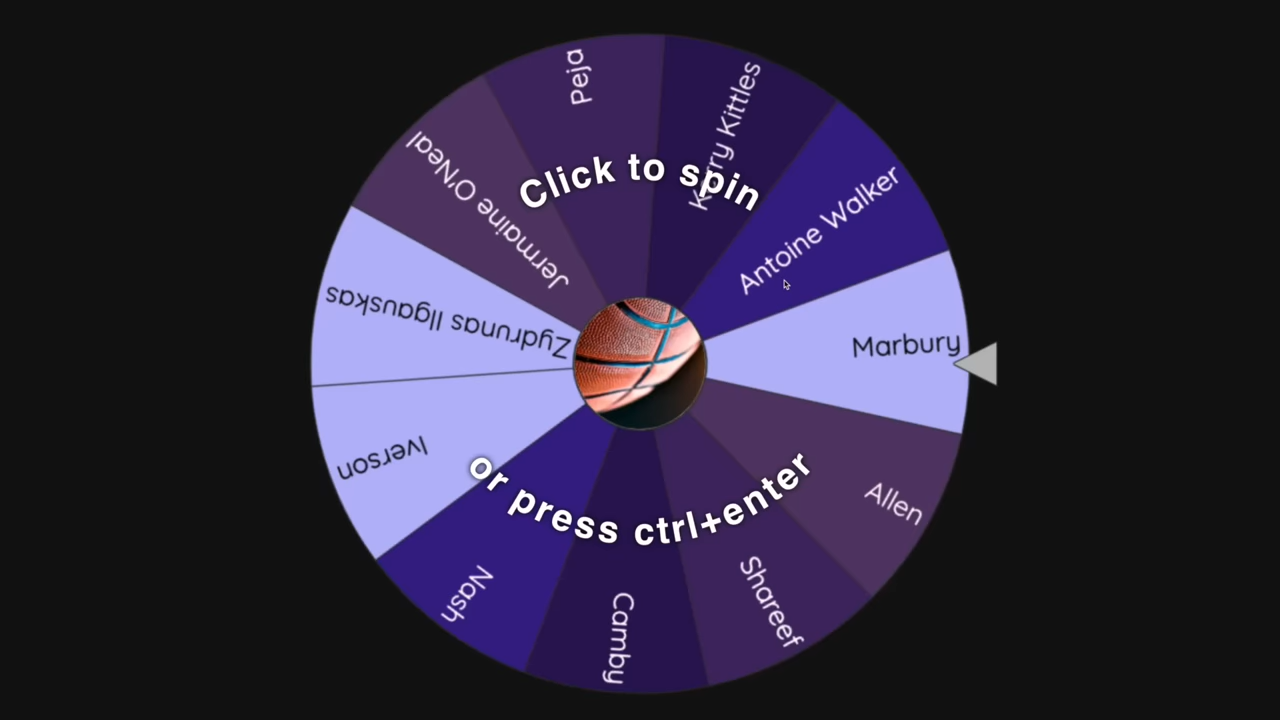 Click to spin
or press ctrl+enter
Peja
Kerry Kittles
Antoine Walker
Marbury
Allen
Shareef
Camby
Nash
Iverson
Zydrunas Ilgauskas
Jermaine O'Neal